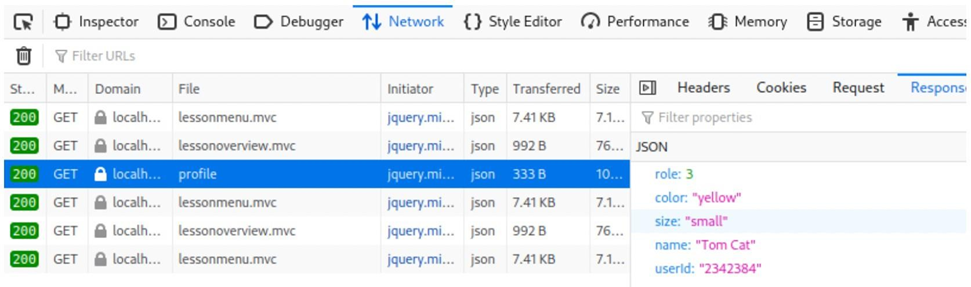 Inspector Console Debugger Network Style Editor Performance Memory Storage Access
Filter URLs
St... M... Domain File Initiator Type Transferred Size Headers Cookies Request Respons
200 GET localh... lessonmenu.mvc jquery.mi... json 7.41 KB 7.1... Filter properties
200 GET localh... lessonoverview.mvc jquery.mi... json 992 B 76... JSON
200 GET localh... profile jquery.mi... json 333 B 10... role: 3
color: "yellow"
200 GET localh... lessonmenu.mvc jquery.mi... json 7.41 KB 7.1... size: "small"
200 GET localh... lessonoverview.mvc jquery.mi... json 992 B 76... name: "Tom Cat"
200 GET localh... lessonmenu.mvc jquery.mi... json 7.41 KB 7.1... userId: "2342384"